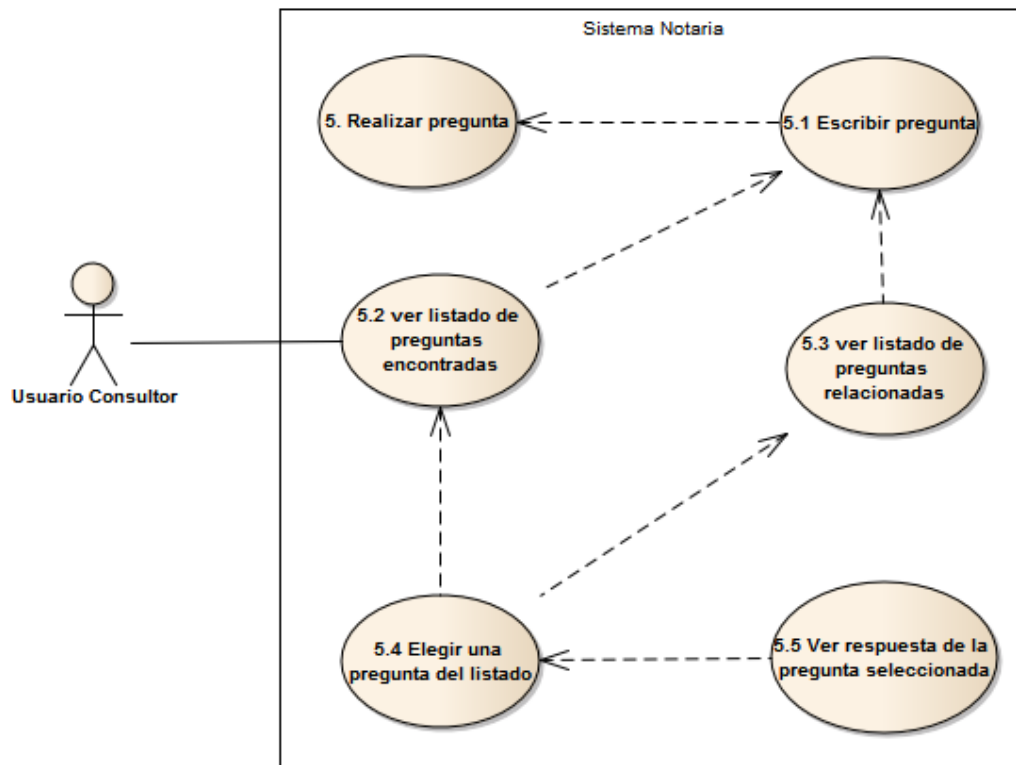 Sistema Notaria
5. Realizar pregunta
5.1 Escribir pregunta
5.2 ver listado de
preguntas
encontradas
5.3 ver listado de
preguntas
relacionadas
Usuario Consultor
5.4 Elegir una
pregunta del listado
5.5 Ver respuesta de la
pregunta seleccionada